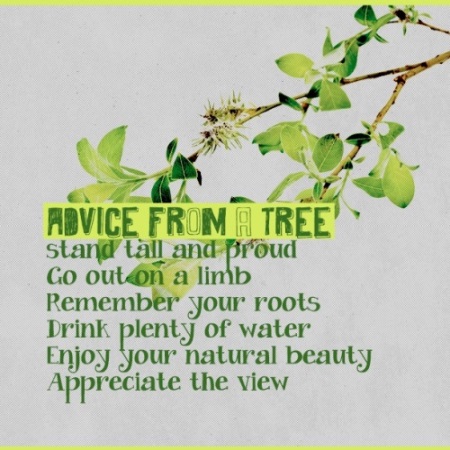 ADVICE FROM A TREE
stand tall and proud
Go out on a limb
Remember your roots
Drink plenty of water
Enjoy your natural beauty
Appreciate the view